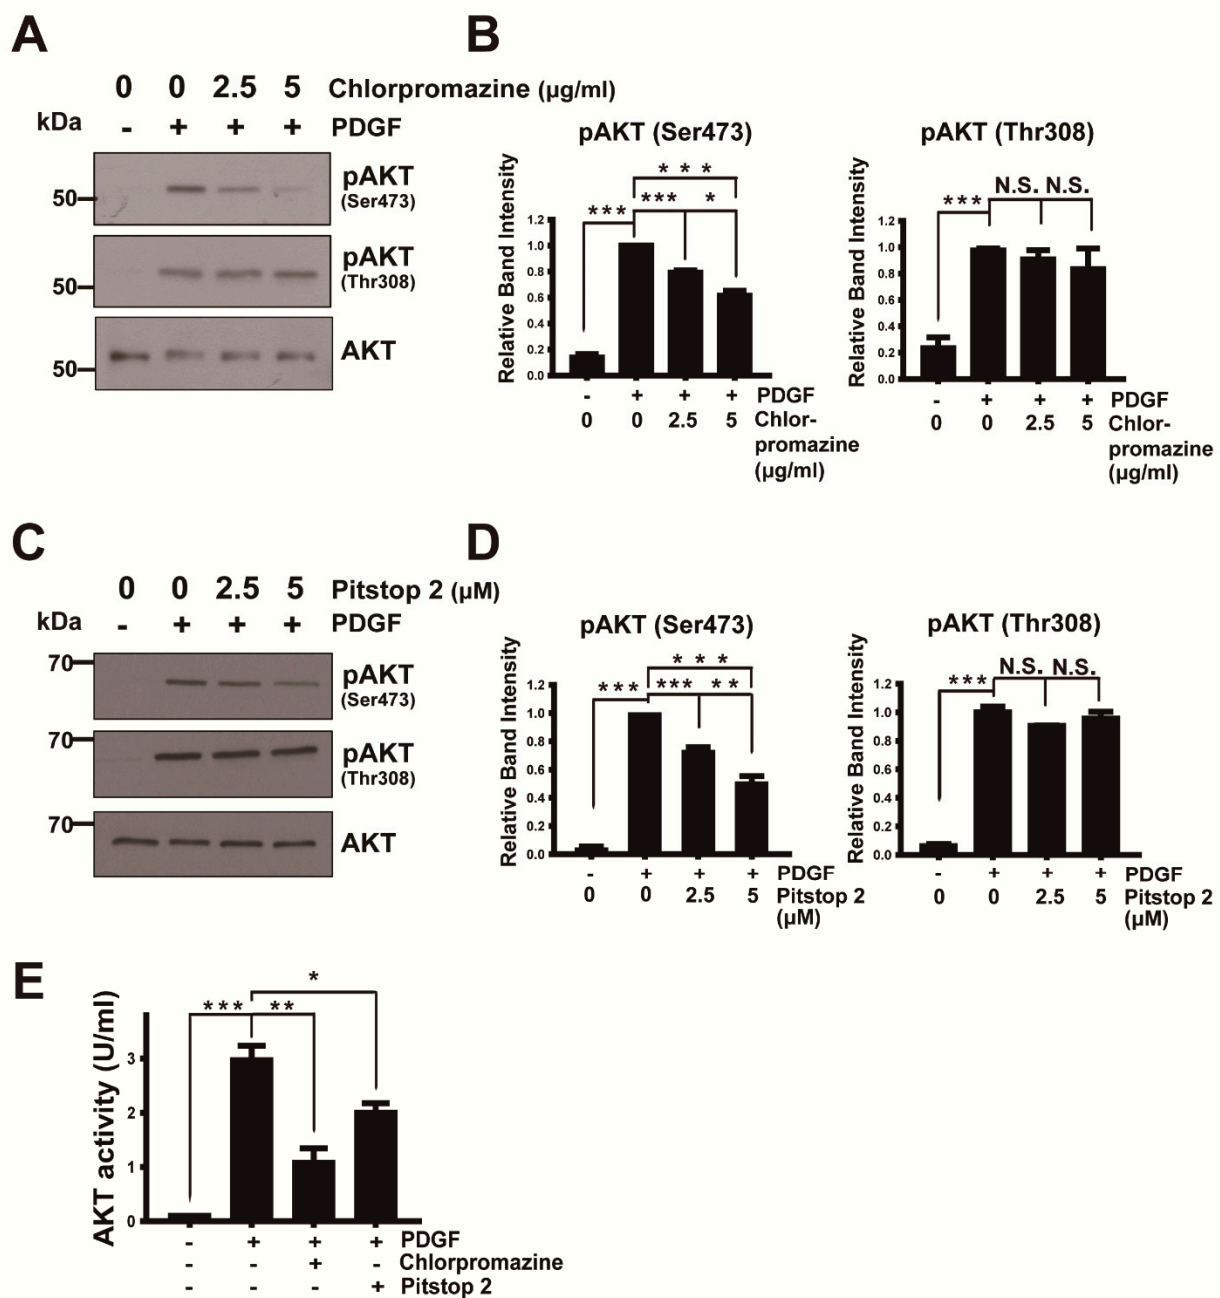 A
0 0 2.5 5 Chlorpromazine (µg/ml)
kDa - + + + PDGF
50 pAKT
(Ser473)
50 pAKT
(Thr308)
50 AKT
B
pAKT (Ser473)
* * *
*** *** *
Relative Band Intensity
1.2
1.0
0.8
0.6
0.4
0.2
0.0
- + + + PDGF
0 0 2.5 5 Chlor-
promazine
(µg/ml)
pAKT (Thr308)
*** N.S. N.S.
Relative Band Intensity
1.2
1.0
0.8
0.6
0.4
0.2
0.0
- + + + PDGF
0 0 2.5 5 Chlor-
promazine
(µg/ml)
C
0 0 2.5 5 Pitstop 2 (µM)
kDa - + + + PDGF
70 pAKT
(Ser473)
70 pAKT
(Thr308)
70 AKT
D
pAKT (Ser473)
* * *
*** *** **
Relative Band Intensity
1.2
1.0
0.8
0.6
0.4
0.2
0.0
- + + + PDGF
0 0 2.5 5 Pitstop 2
(µM)
pAKT (Thr308)
*** N.S. N.S.
Relative Band Intensity
1.2
1.0
0.8
0.6
0.4
0.2
0.0
- + + + PDGF
0 0 2.5 5 Pitstop 2
(µM)
E
*
*** **
AKT activity (U/ml)
3
2
1
0
- + + + PDGF
- - + - Chlorpromazine
- - - + Pitstop 2